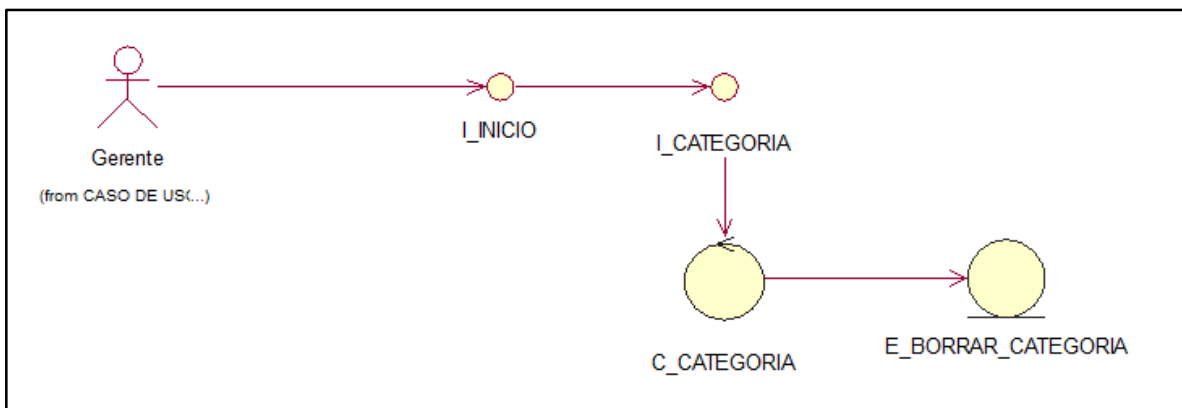 Gerente
(from CASO DE US(...)
I_INICIO
I_CATEGORIA
C_CATEGORIA
E_BORRAR_CATEGORIA